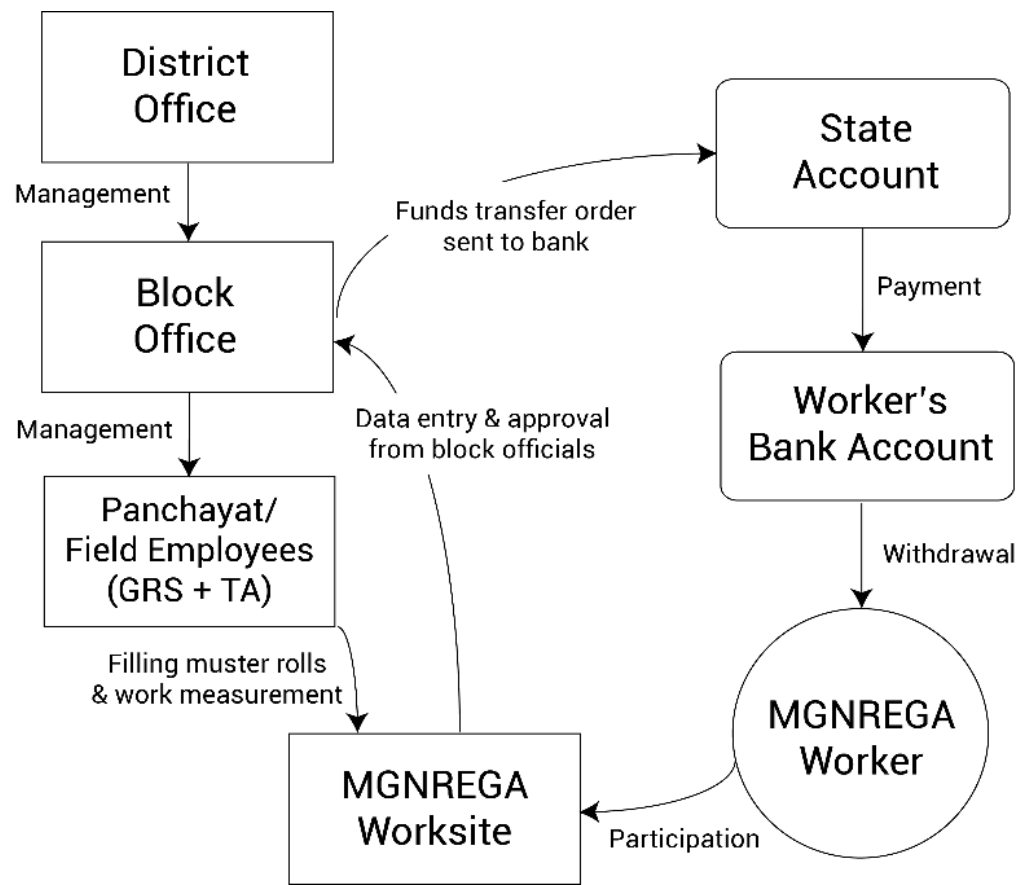 District
Office
Management
Block
Office
Management
Panchayat/
Field Employees
(GRS + TA)
Filling muster rolls
& work measurement
MGNREGA
Worksite
Data entry & approval
from block officials
Funds transfer order
sent to bank
State
Account
Payment
Worker's
Bank Account
Withdrawal
MGNREGA
Worker
Participation